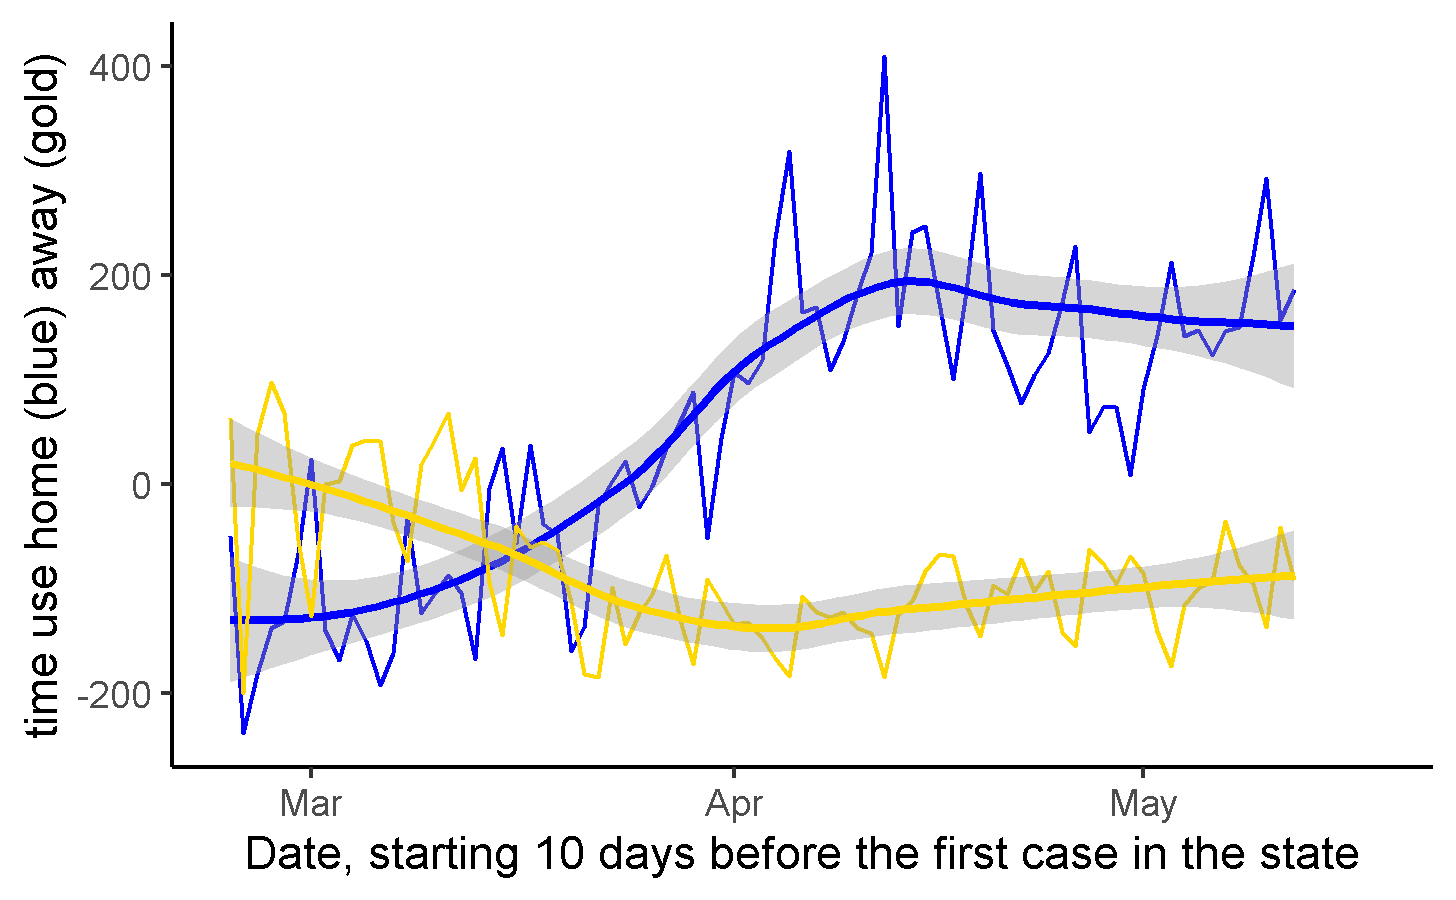 time use home (blue) away (gold)
400
200
0
-200
Mar
Apr
May
Date, starting 10 days before the first case in the state